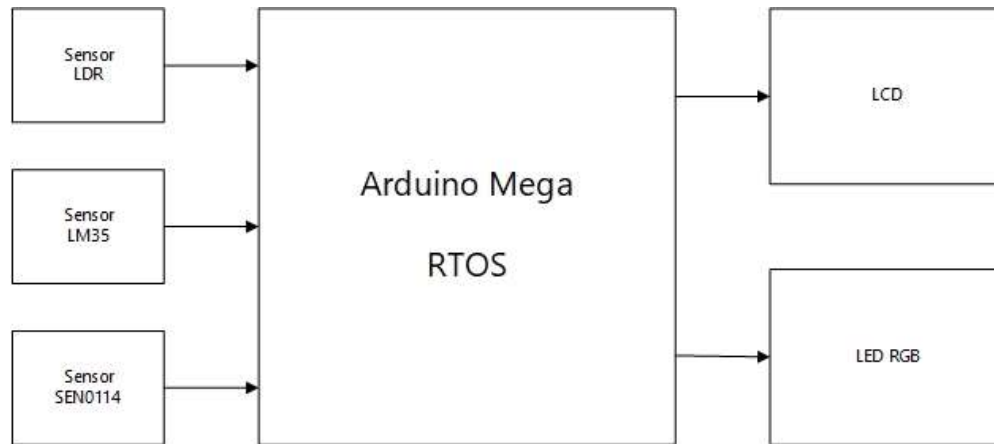 Sensor
LDR
Sensor
LM35
Sensor
SEN0114
Arduino Mega
RTOS
LCD
LED RGB